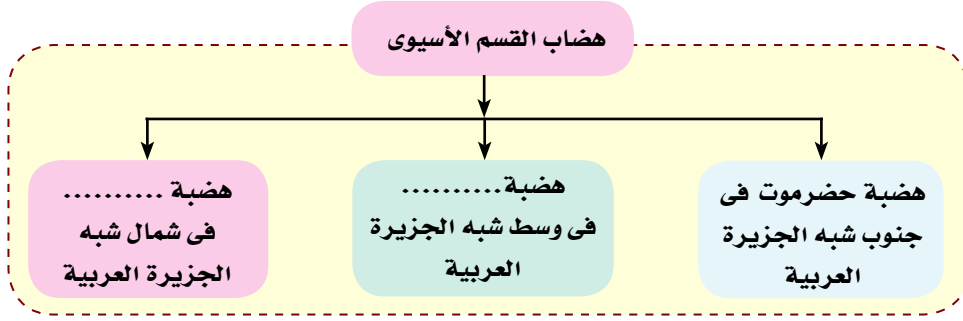 هضاب القسم الأسيوى
هضبة حضرموت فى
جنوب شبه الجزيرة
العربية
هضبة..........
فى وسط شبه الجزيرة
العربية
هضبة ..........
فى شمال شبه
الجزيرة العربية